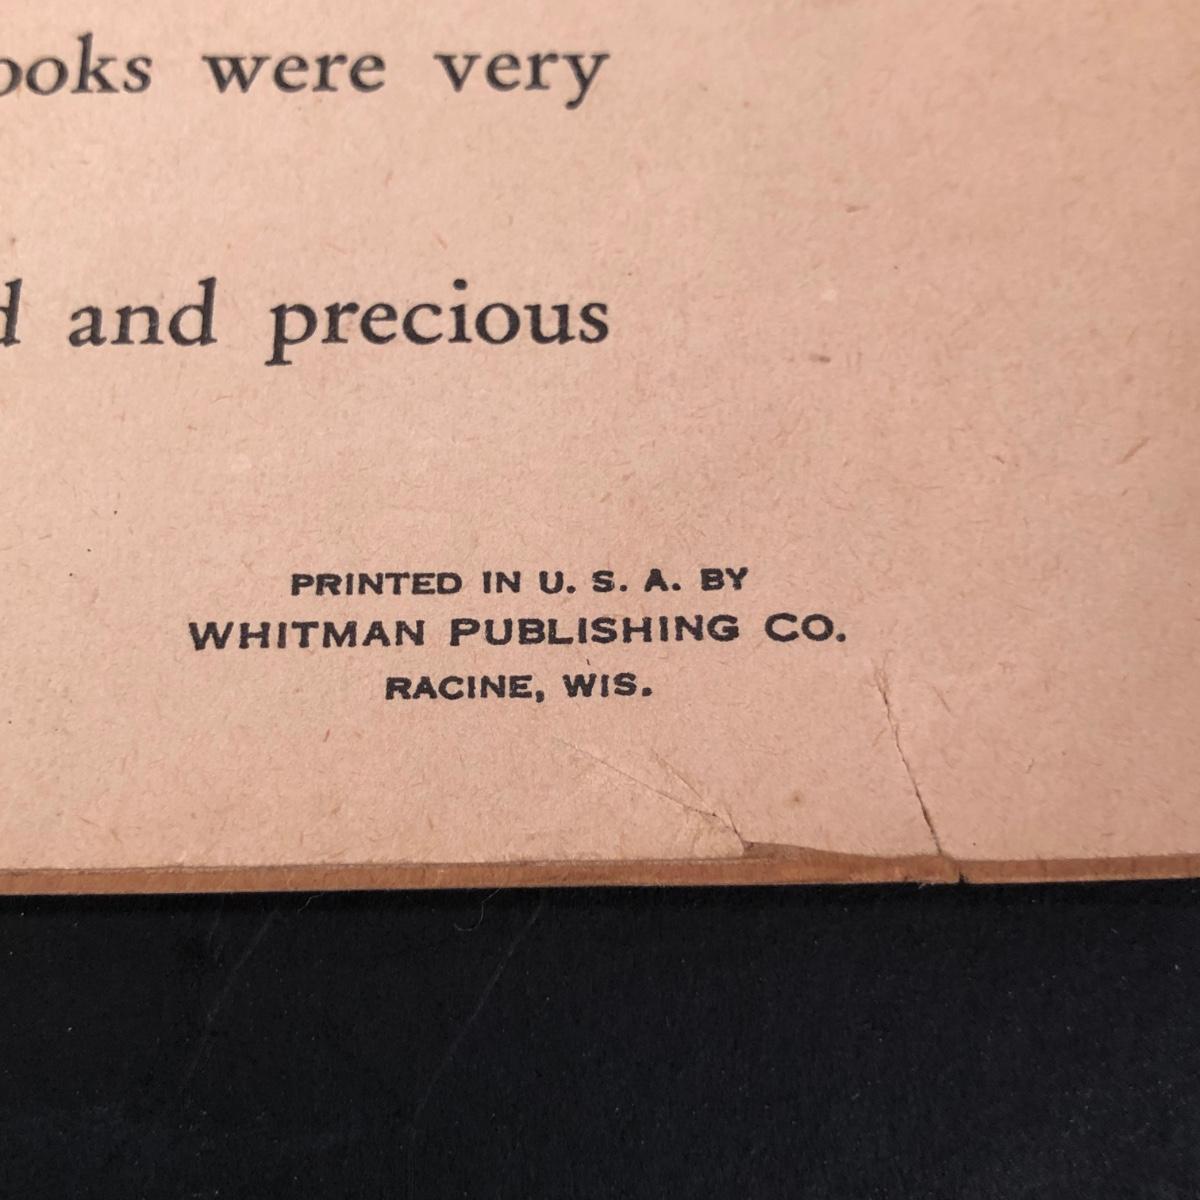 ooks were very
d and precious
PRINTED IN U. S. A. BY
WHITMAN PUBLISHING CO.
RACINE, WIS.